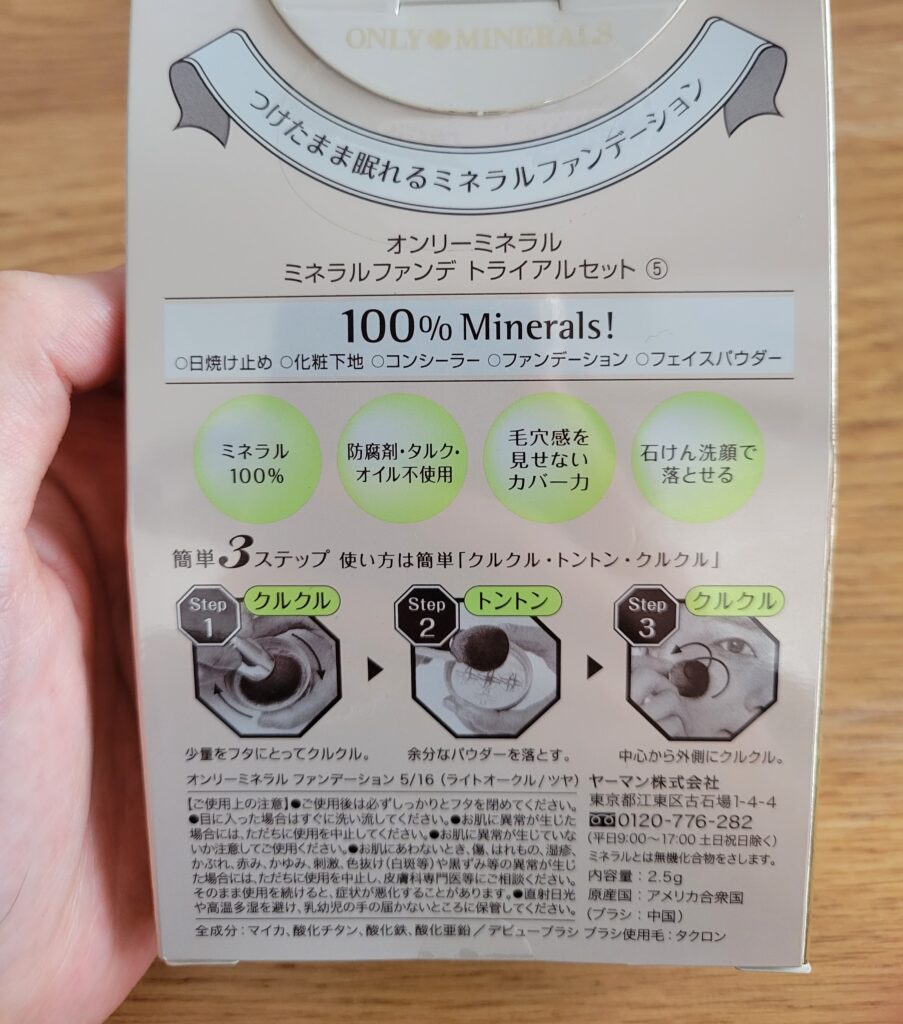 ONLY MINERALS
つけたまま眠れるミネラルファンデーション
オンリーミネラル
ミネラルファンデ トライアルセット ⑤
100% Minerals!
○日焼け止め ○化粧下地 ○コンシーラー ○ファンデーション ○フェイスパウダー
ミネラル
100%
防腐剤・タルク・
オイル不使用
毛穴感を
見せない
カバー力
石けん洗顔で
落とせる
簡単3ステップ 使い方は簡単「クルクル・トントン・クルクル」
Step
1
クルクル
Step
2
トントン
Step
3
クルクル
少量をフタにとってクルクル。
余分なパウダーを落とす。
中心から外側にクルクル。
オンリーミネラル ファンデーション 5/16(ライトオークル/ツヤ)
【ご使用上の注意】●ご使用後は必ずしっかりとフタを閉めてください。
●目に入った場合はすぐに洗い流してください。●お肌に異常が生じた
場合には、ただちに使用を中止してください。●お肌に異常が生じていな
いか注意してご使用ください。●お肌にあわないとき、傷、はれもの、湿疹、
かぶれ、赤み、かゆみ、刺激、色抜け(白斑等)や黒ずみ等の異常が生じ
た場合には、ただちに使用を中止し、皮膚科専門医等にご相談ください。
そのまま使用を続けると、症状が悪化することがあります。●直射日光
や高温多湿を避け、乳幼児の手の届かないところに保管してください。
ヤーマン株式会社
東京都江東区古石場1-4-4
0120-776-282
(平日9:00〜17:00 土日祝日除く)
ミネラルとは無機化合物をさします。
内容量:2.5g
原産国:アメリカ合衆国
(ブラシ:中国)
全成分:マイカ、酸化チタン、酸化鉄、酸化亜鉛/デビューブラシ ブラシ使用毛:タクロン